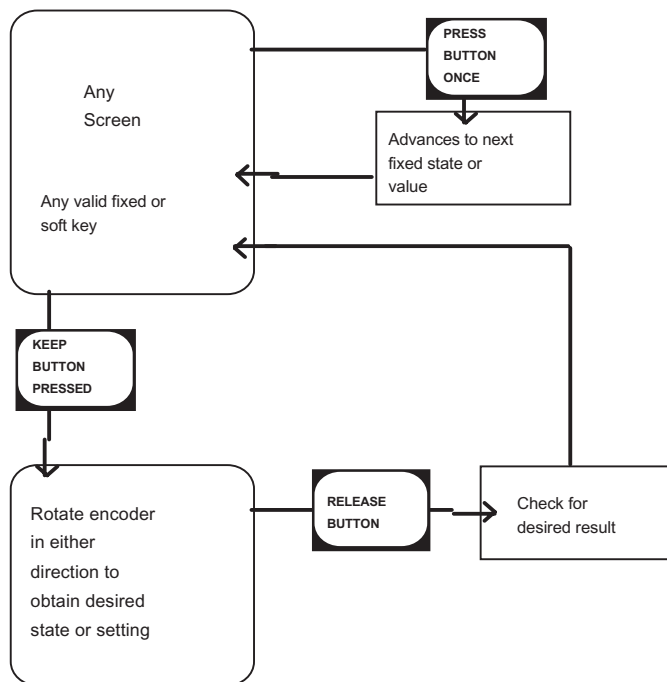 Any
Screen
Any valid fixed or
soft key
PRESS
BUTTON
ONCE
Advances to next
fixed state or
value
KEEP
BUTTON
PRESSED
Rotate encoder
in either
direction to
obtain desired
state or setting
RELEASE
BUTTON
Check for
desired result